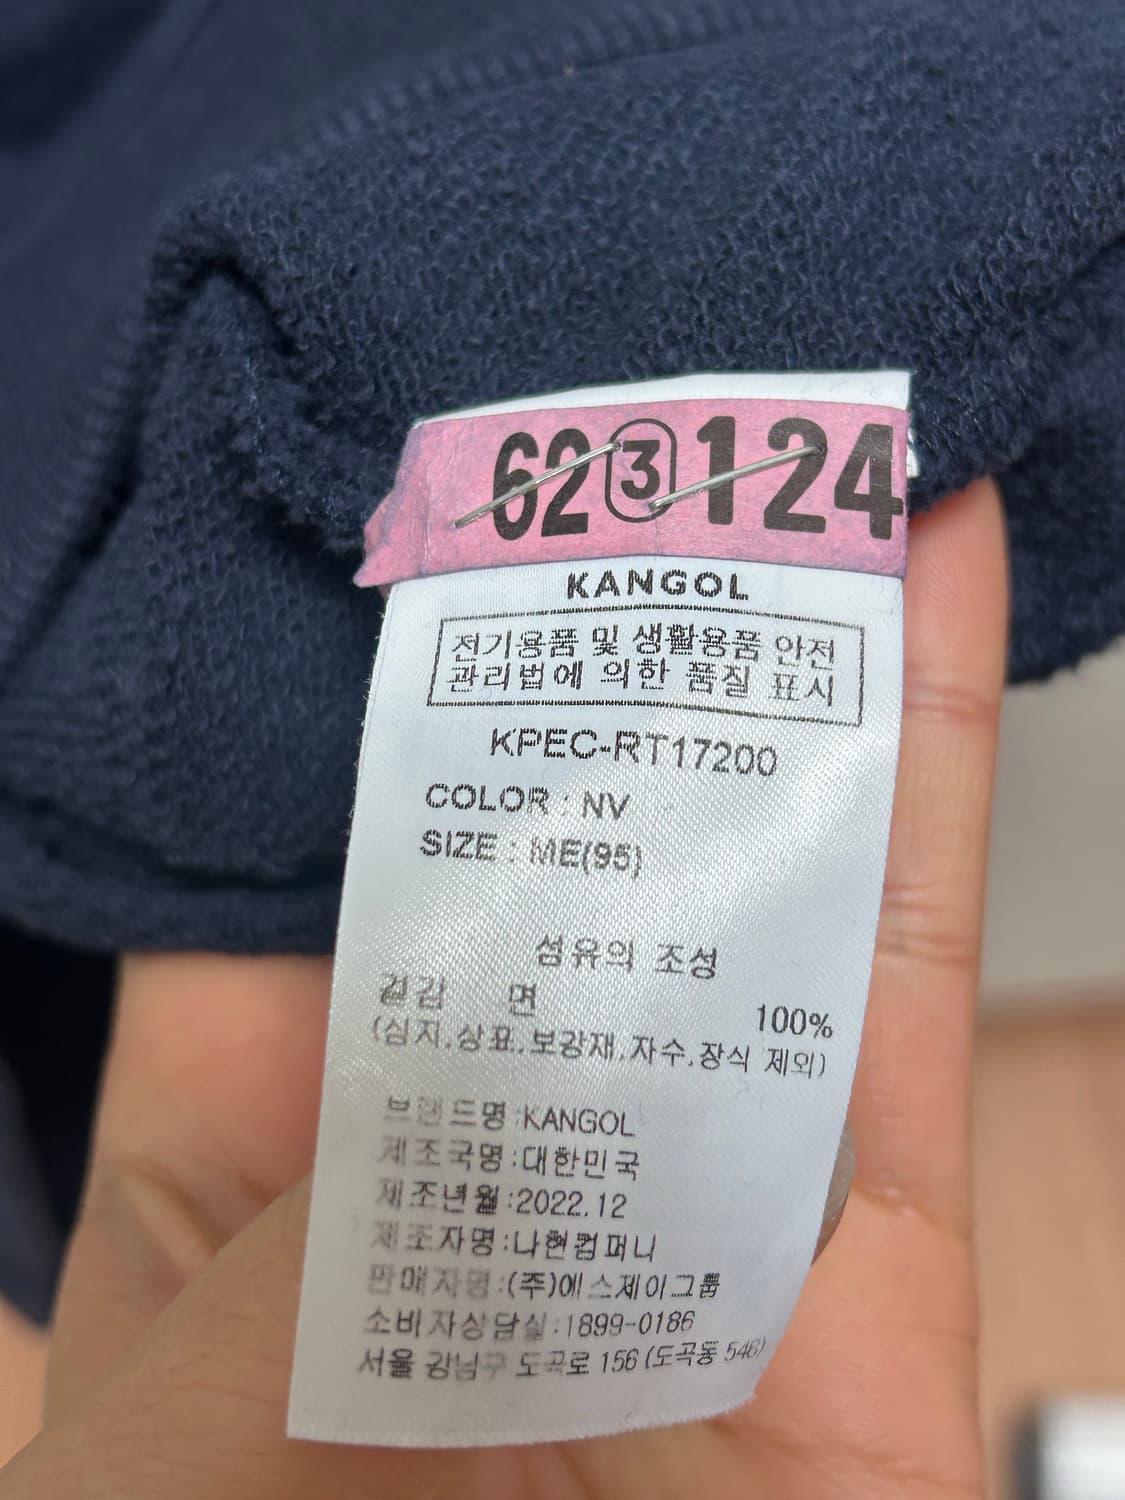 62 3 124
KANGOL
전기용품 및 생활용품 안전
관리법에 의한 품질 표시
KPEC-RT17200
COLOR : NV
SIZE : ME(95)
섬유의 조성
겉감 면 100%
(심지,상표,보강재,자수,장식 제외)
브랜드명:KANGOL
제조국명:대한민국
제조년월:2022.12
제조자명:나현컴퍼니
판매자명:(주)에스제이그룹
소비자상담실:1899-0186
서울 강남구 도곡로 156 (도곡동 546)